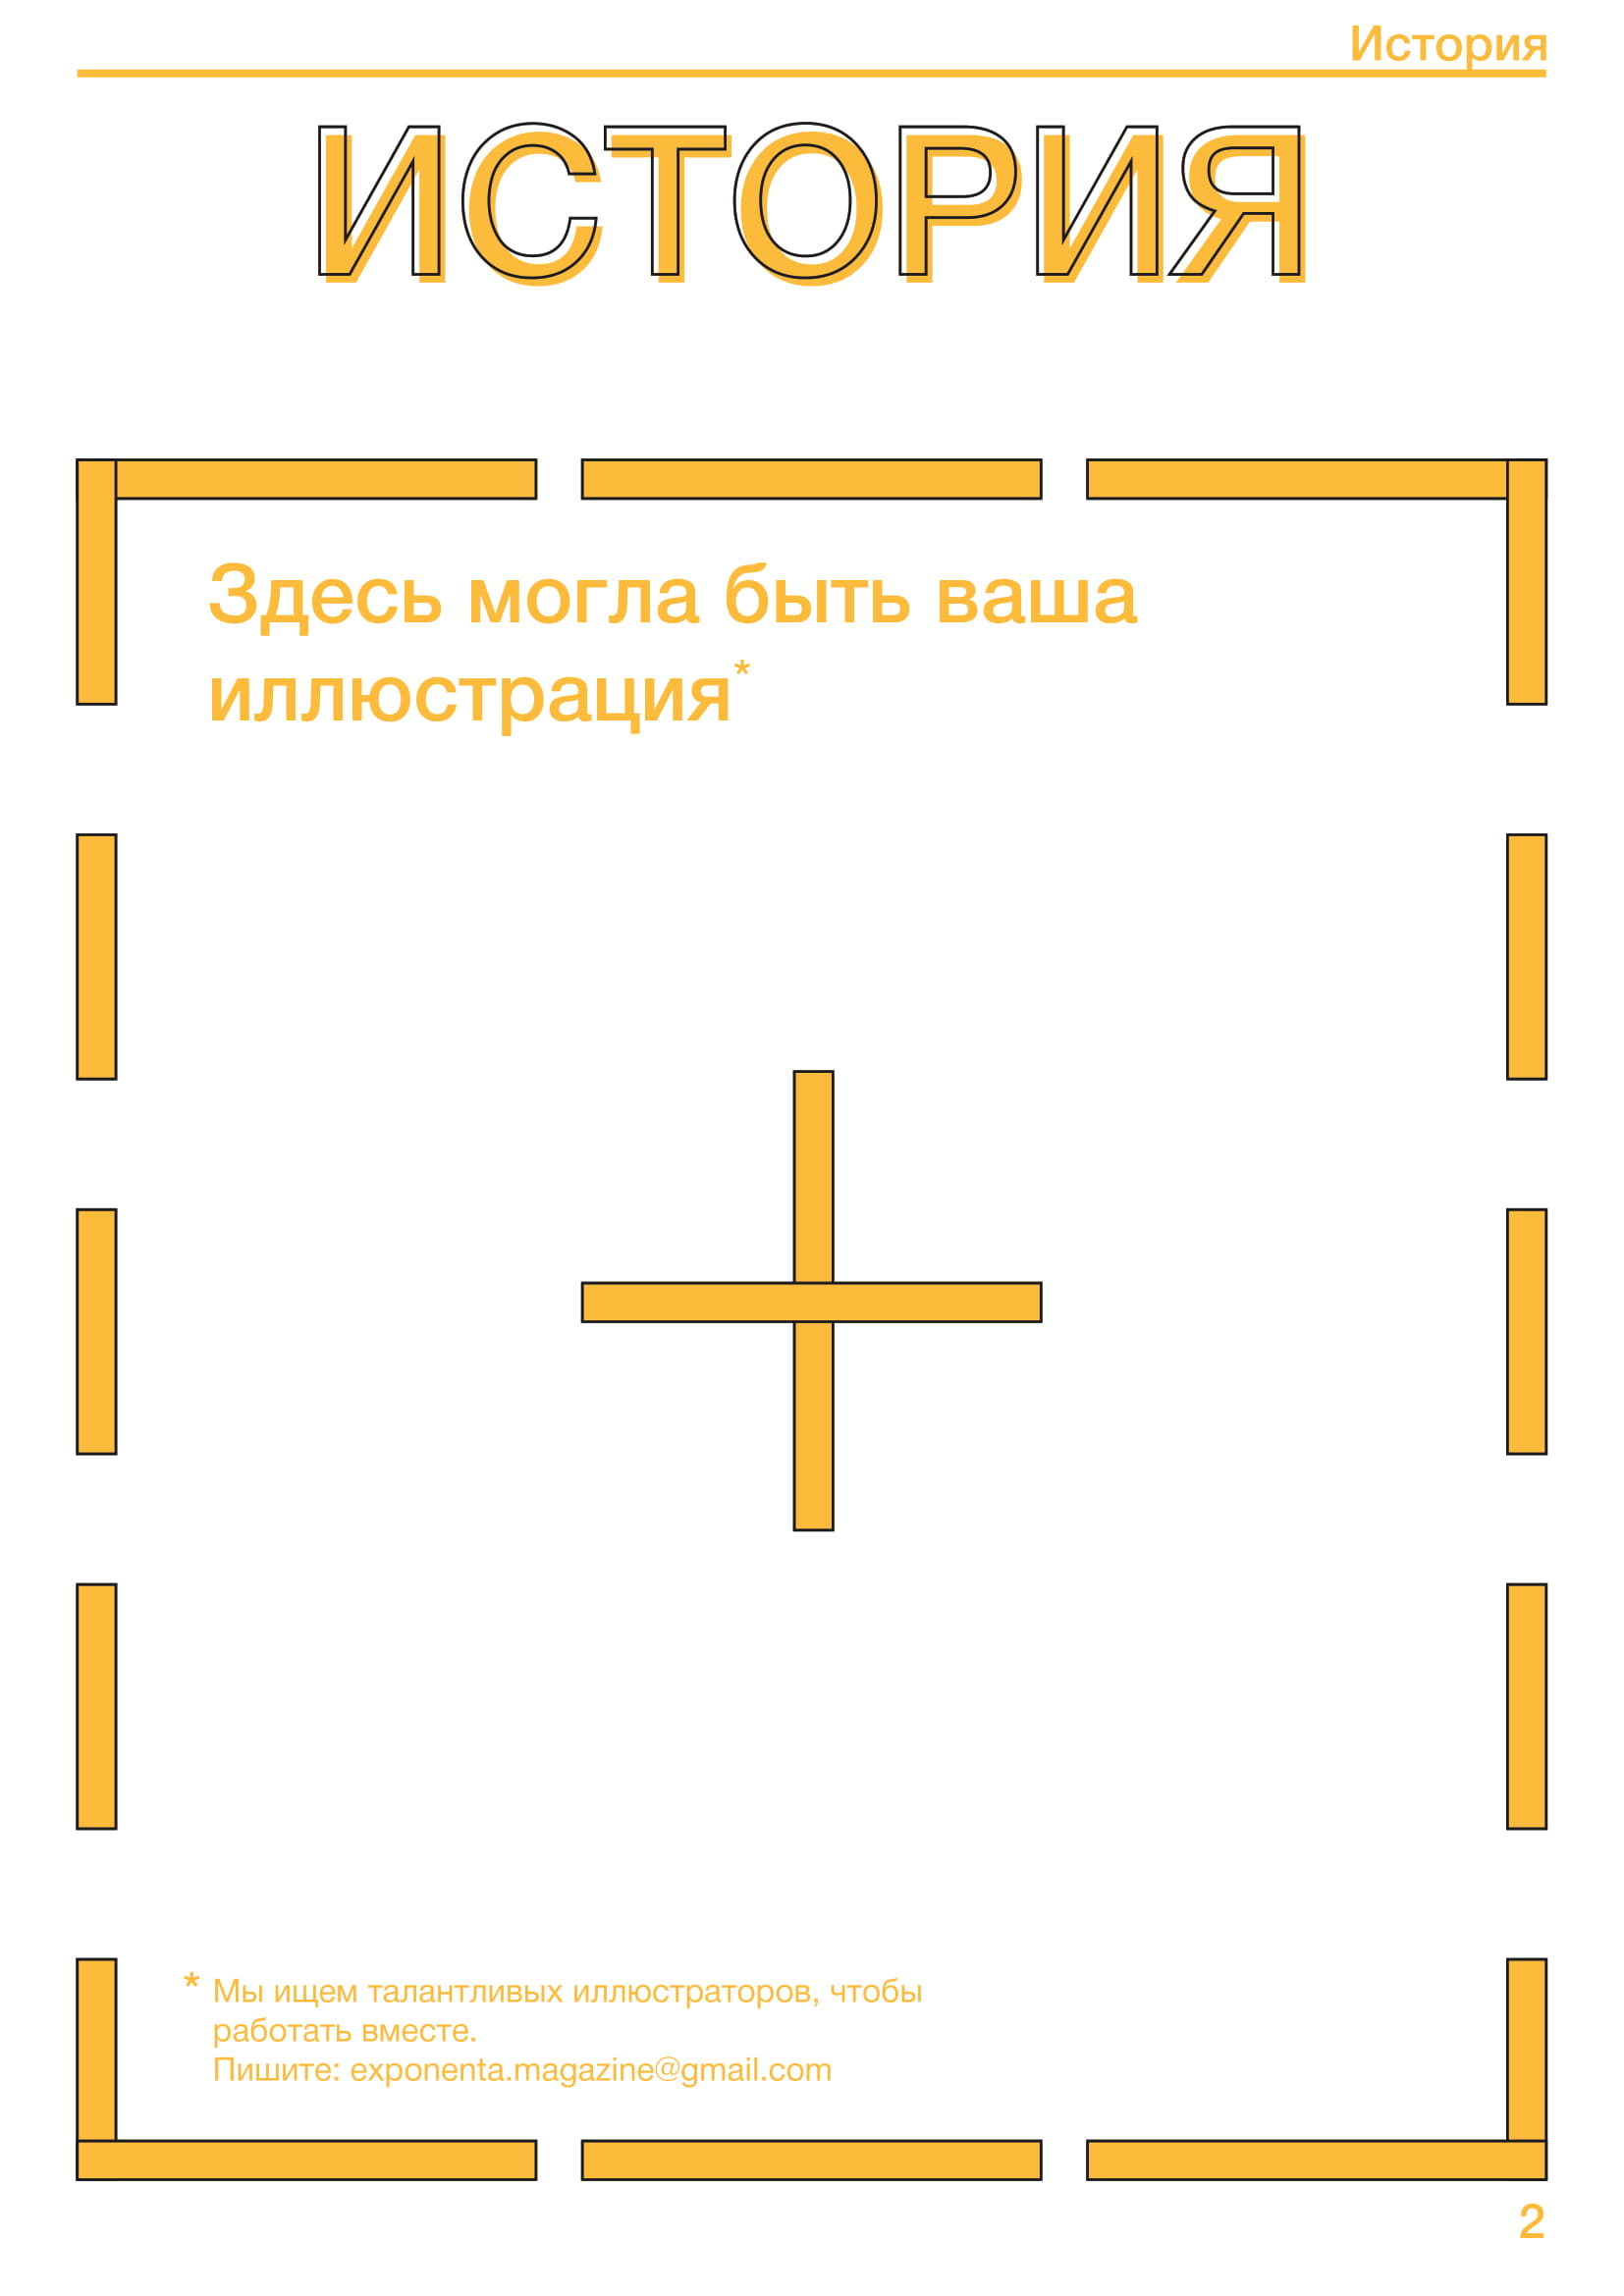 История
ИСТОРИЯ
Здесь могла быть ваша
иллюстрация*
* Мы ищем талантливых иллюстраторов, чтобы
работать вместе.
Пишите: exponenta.magazine@gmail.com
2